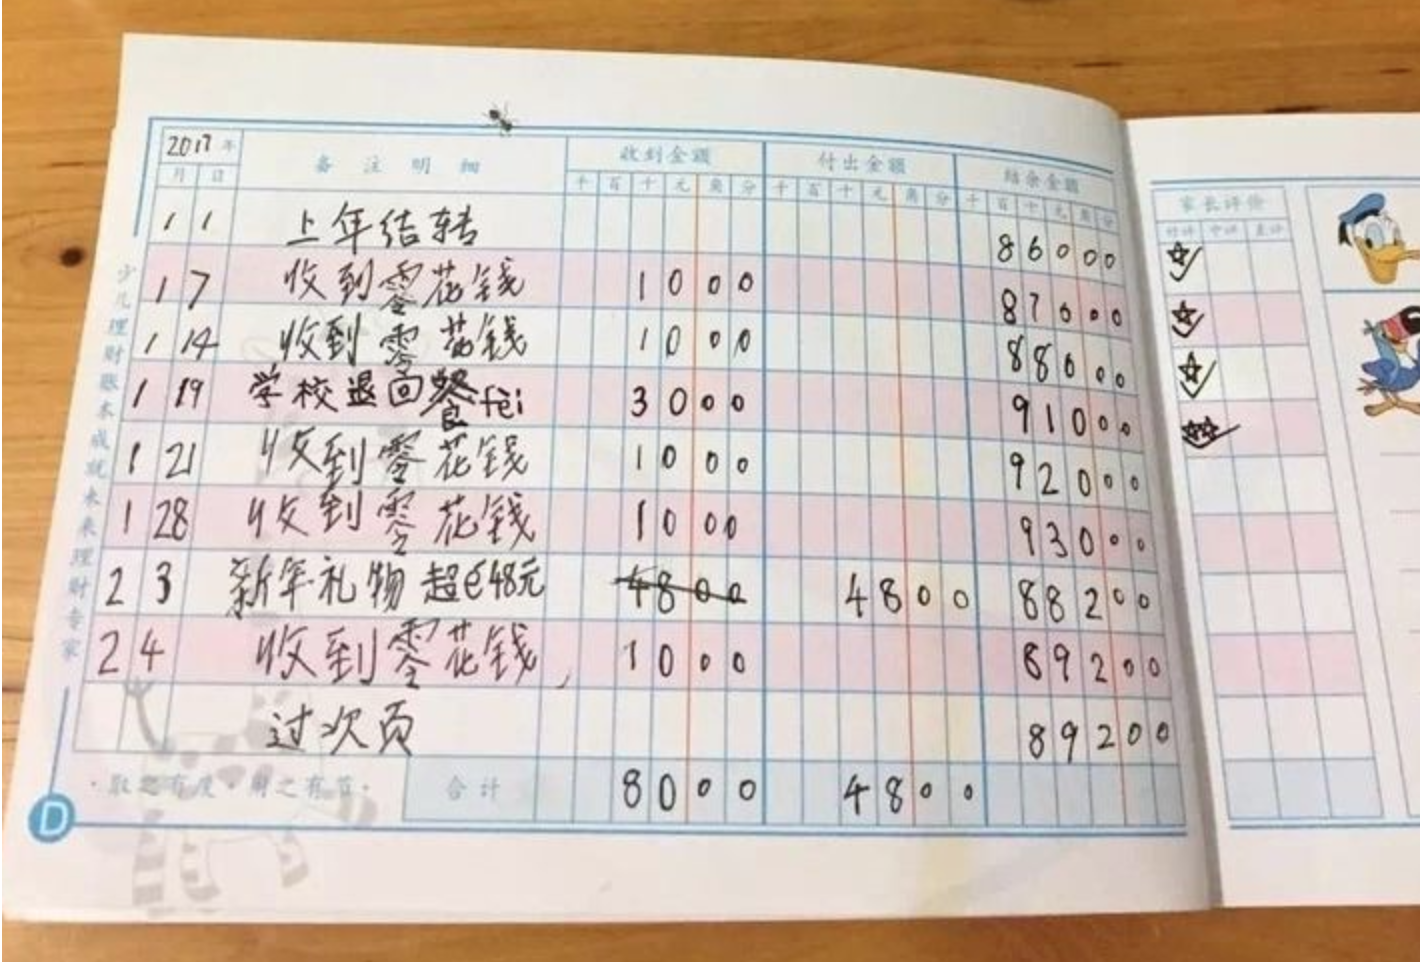 2017年
月 日 备注明细 收到金额 付出金额 结余金额
千 百 十 元 角 分 千 百 十 元 角 分 千 百 十 元 角 分
家长评价
好评 中评 差评
1 1 上年结转 86000
1 7 收到零花钱 1000 87000
1 14 收到零花钱 1000 88000
1 19 学校退回餐fei 3000 91000
1 21 收到零花钱 1000 92000
1 28 收到零花钱 1000 93000
2 3 新年礼物超已48元 4800 4800 88200
2 4 收到零花钱 1000 89200
过次页 89200
·取之有度·用之有节· 合计 8000 4800
少儿理财账本成就未来理财专家
D